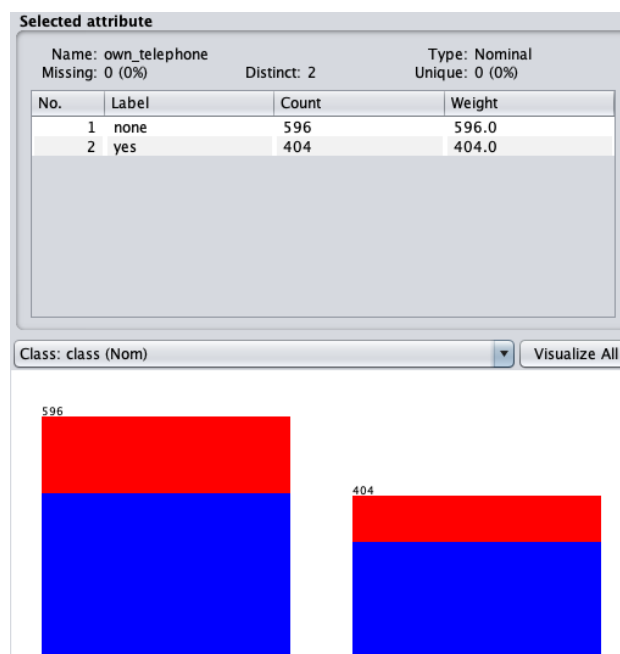 Selected attribute
Name: own_telephone Type: Nominal
Missing: 0 (0%) Distinct: 2 Unique: 0 (0%)
No. Label Count Weight
1 none 596 596.0
2 yes 404 404.0
Class: class (Nom) Visualize All
596
404